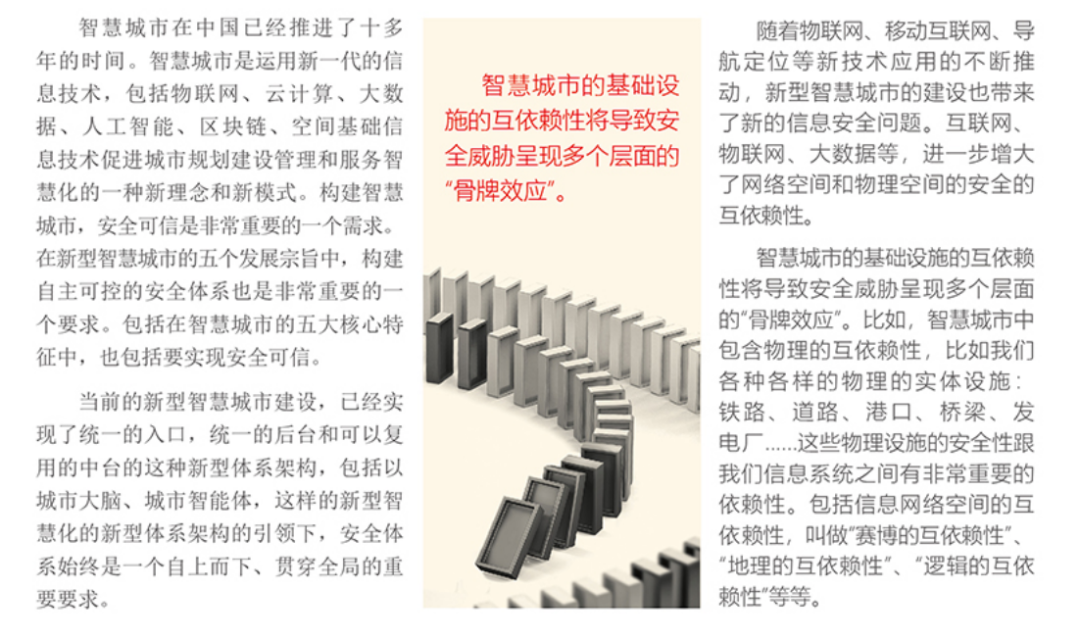 智慧城市在中国已经推进了十多
年的时间。智慧城市是运用新一代的信
息技术，包括物联网、云计算、大数
据、人工智能、区块链、空间基础信
息技术促进城市规划建设管理和服务智
慧化的一种新理念和新模式。构建智慧
城市，安全可信是非常重要的一个需求。
在新型智慧城市的五个发展宗旨中，构建
自主可控的安全体系也是非常重要的一
个要求。包括在智慧城市的五大核心特
征中，也包括要实现安全可信。
当前的新型智慧城市建设，已经实
现了统一的入口，统一的后台和可以复
用的中台的这种新型体系架构，包括以
城市大脑、城市智能体，这样的新型智
慧化的新型体系架构的引领下，安全体
系始终是一个自上而下、贯穿全局的重
要要求。
智慧城市的基础设
施的互依赖性将导致安
全威胁呈现多个层面的
“骨牌效应”。
随着物联网、移动互联网、导
航定位等新技术应用的不断推
动，新型智慧城市的建设也带来
了新的信息安全问题。互联网、
物联网、大数据等，进一步增大
了网络空间和物理空间的安全的
互依赖性。
智慧城市的基础设施的互依赖
性将导致安全威胁呈现多个层面
的“骨牌效应”。比如，智慧城市中
包含物理的互依赖性，比如我们
各种各样的物理的实体设施：
铁路、道路、港口、桥梁、发
电厂......这些物理设施的安全性跟
我们信息系统之间有非常重要的
依赖性。包括信息网络空间的互
依赖性，叫做“赛博的互依赖性”、
“地理的互依赖性”、“逻辑的互依
赖性”等等。